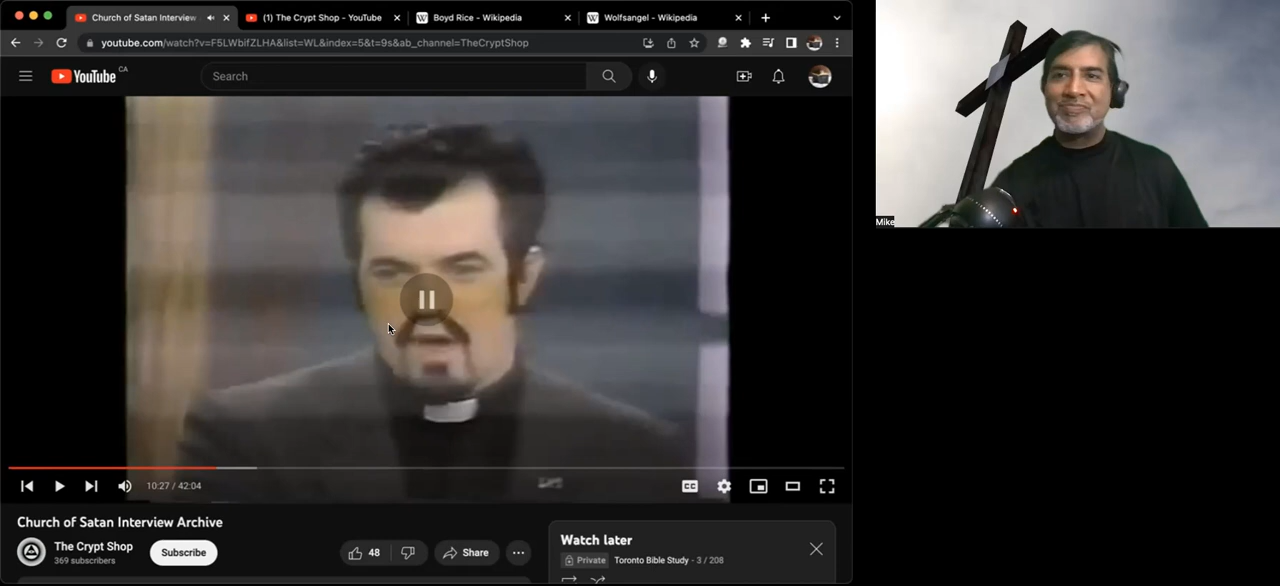 Church of Satan Interview
(1) The Crypt Shop - YouTube
Boyd Rice - Wikipedia
Wolfsangel - Wikipedia
youtube.com/watch?v=F5LWbifZLHA&list=WL&index=5&t=9s&ab_channel=TheCryptShop
YouTube CA
Search
Mike
10:27 / 42:04
CC
Church of Satan Interview Archive
The Crypt Shop
369 subscribers
Subscribe
48
Share
Watch later
Private
Toronto Bible Study - 3 / 208